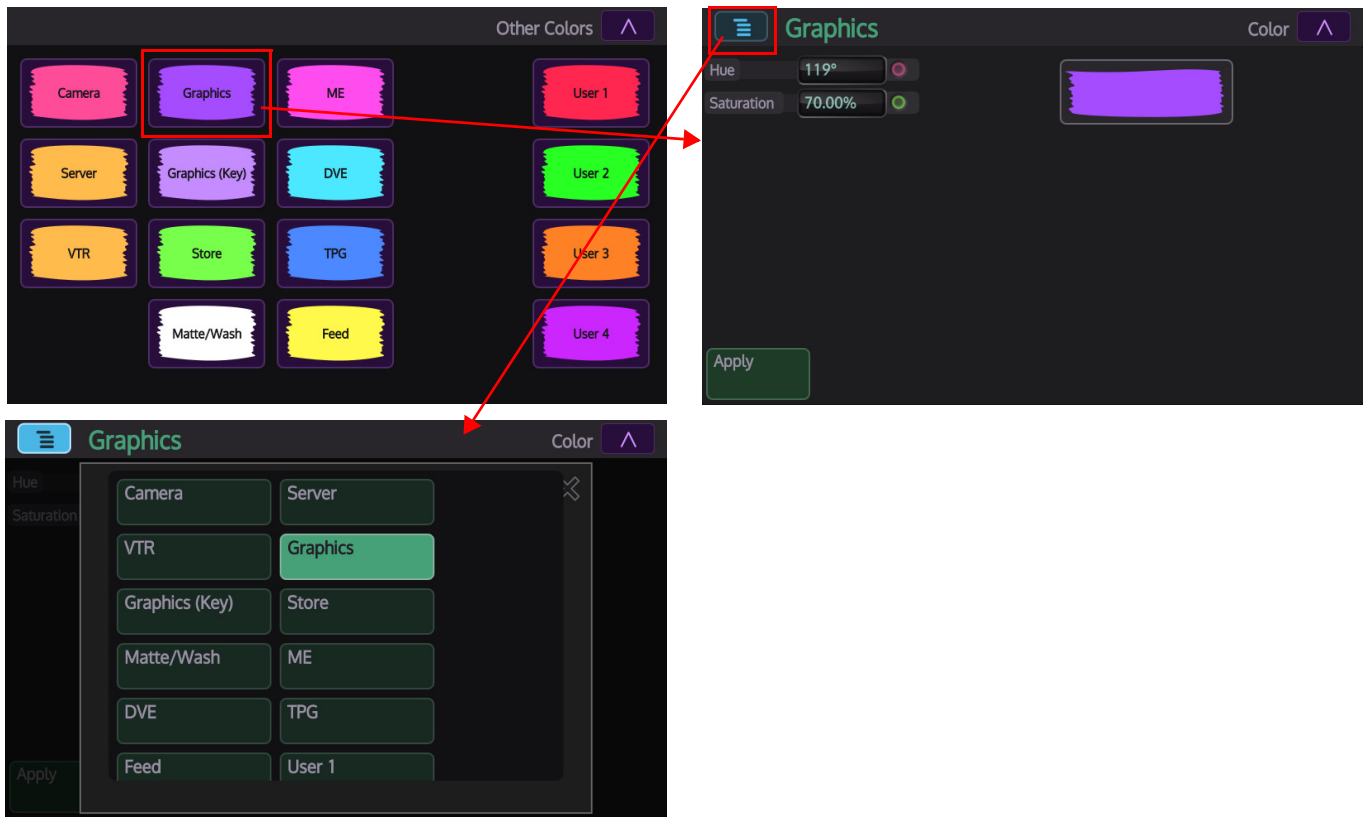 Other Colors
Camera
Graphics
ME
User 1
Server
Graphics (Key)
DVE
User 2
VTR
Store
TPG
User 3
Matte/Wash
Feed
User 4
Graphics
Color
Hue
119°
Saturation
70.00%
Apply
Graphics
Color
Hue
Saturation
Camera
Server
VTR
Graphics
Graphics (Key)
Store
Matte/Wash
ME
DVE
TPG
Feed
User 1
Apply